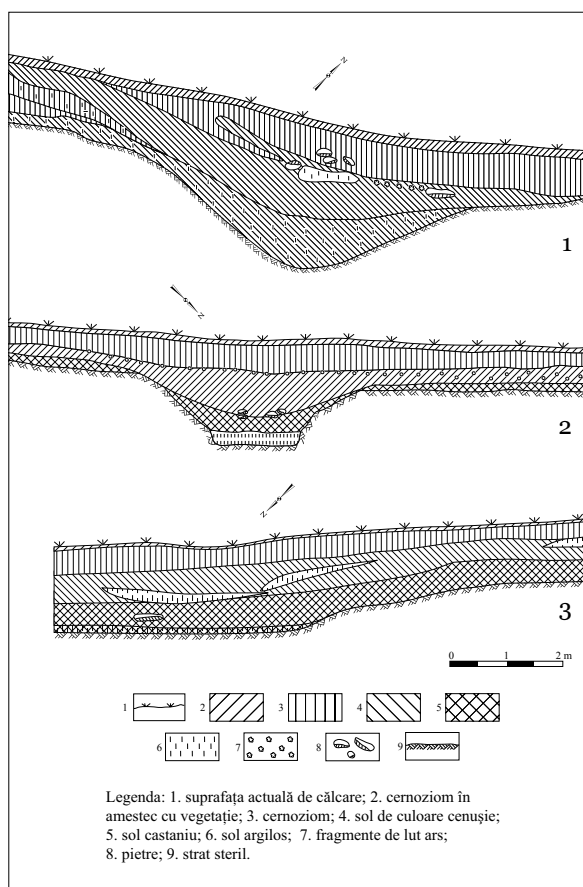 N
1
N
2
N
3
0 1 2 m
1 2 3 4 5
6 7 8 9
Legenda: 1. suprafața actuală de călcare; 2. cernoziom în
amestec cu vegetație; 3. cernoziom; 4. sol de culoare cenușie;
5. sol castaniu; 6. sol argilos; 7. fragmente de lut ars;
8. pietre; 9. strat steril.